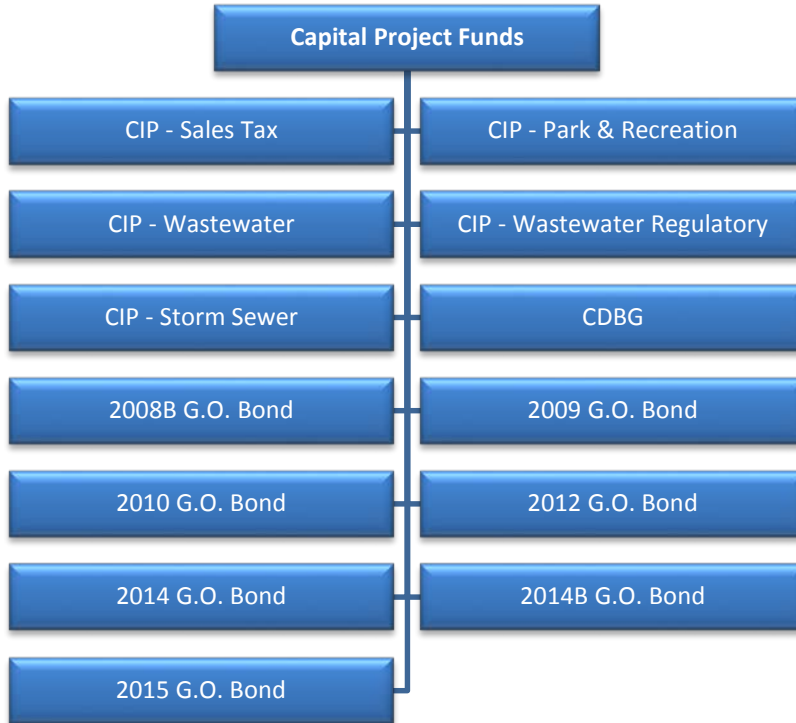 Capital Project Funds
CIP - Sales Tax
CIP - Park & Recreation
CIP - Wastewater
CIP - Wastewater Regulatory
CIP - Storm Sewer
CDBG
2008B G.O. Bond
2009 G.O. Bond
2010 G.O. Bond
2012 G.O. Bond
2014 G.O. Bond
2014B G.O. Bond
2015 G.O. Bond